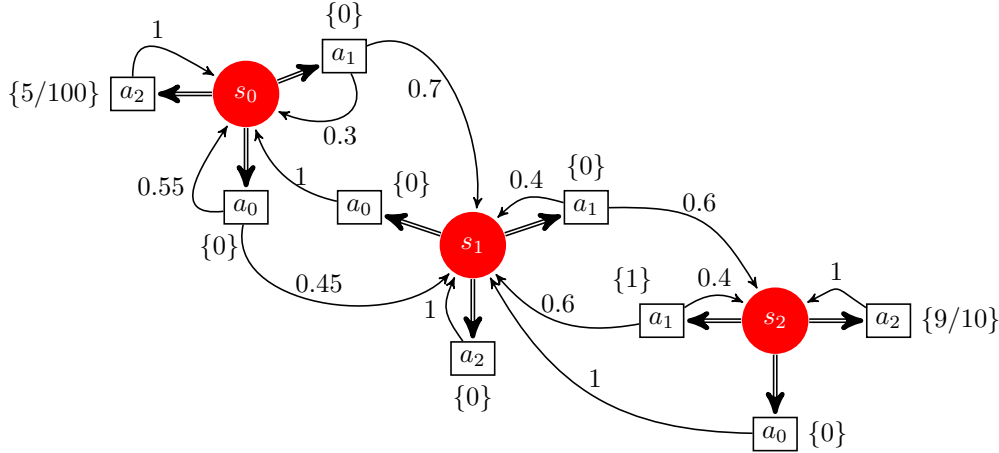 {0}
1
a₁
{5/100}
a₂
s₀
0.7
0.3
0.55
1
{0}
{0}
a₀
a₀
0.4
a₁
0.6
{0}
s₁
0.45
{1}
0.4
1
1
0.6
a₁
s₂
a₂
{9/10}
a₂
{0}
1
a₀
{0}